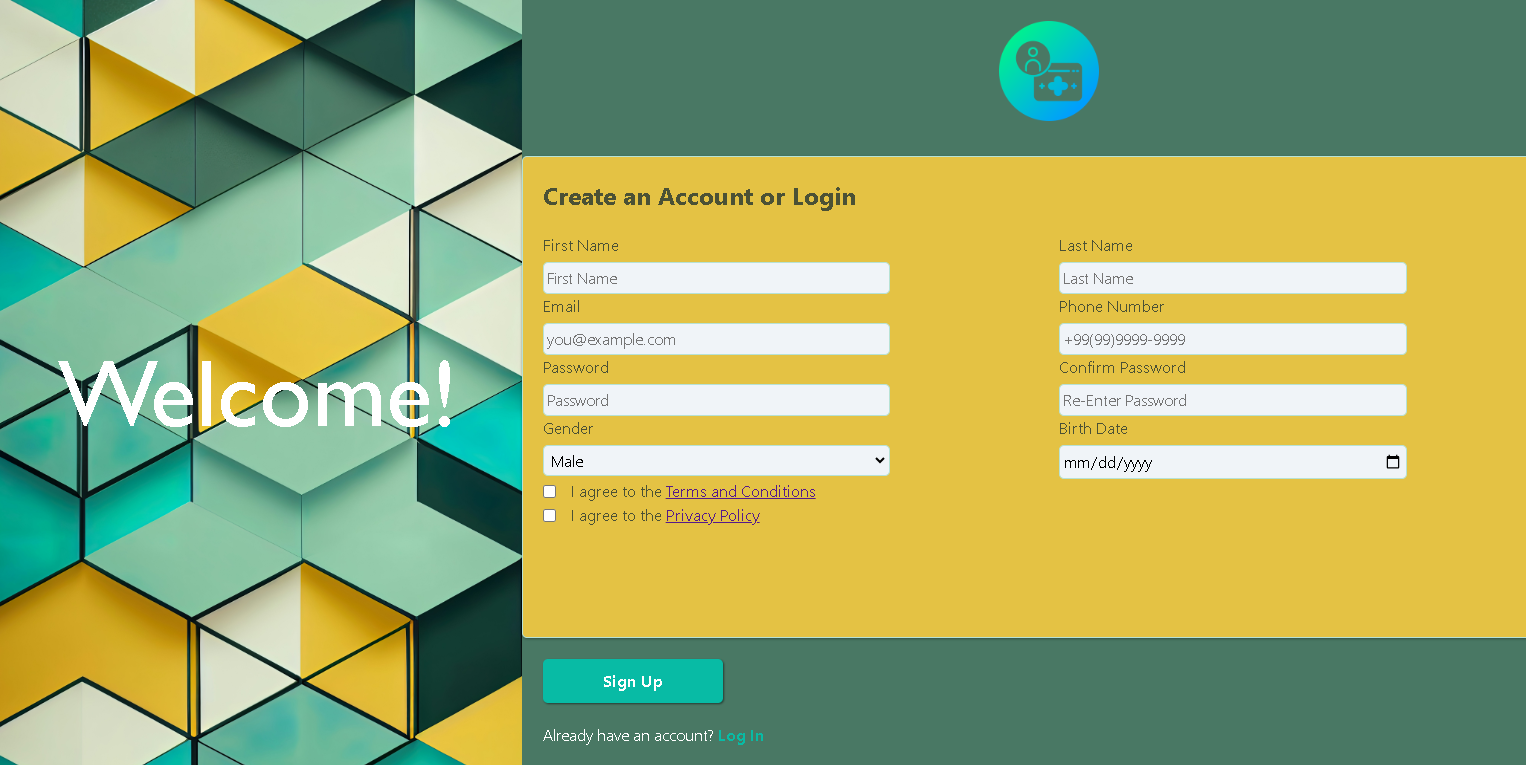 Welcome!
Create an Account or Login
First Name Last Name
First Name Last Name
Email Phone Number
you@example.com +99(99)9999-9999
Password Confirm Password
Password Re-Enter Password
Gender Birth Date
Male mm/dd/yyyy
I agree to the Terms and Conditions
I agree to the Privacy Policy
Sign Up
Already have an account? Log In